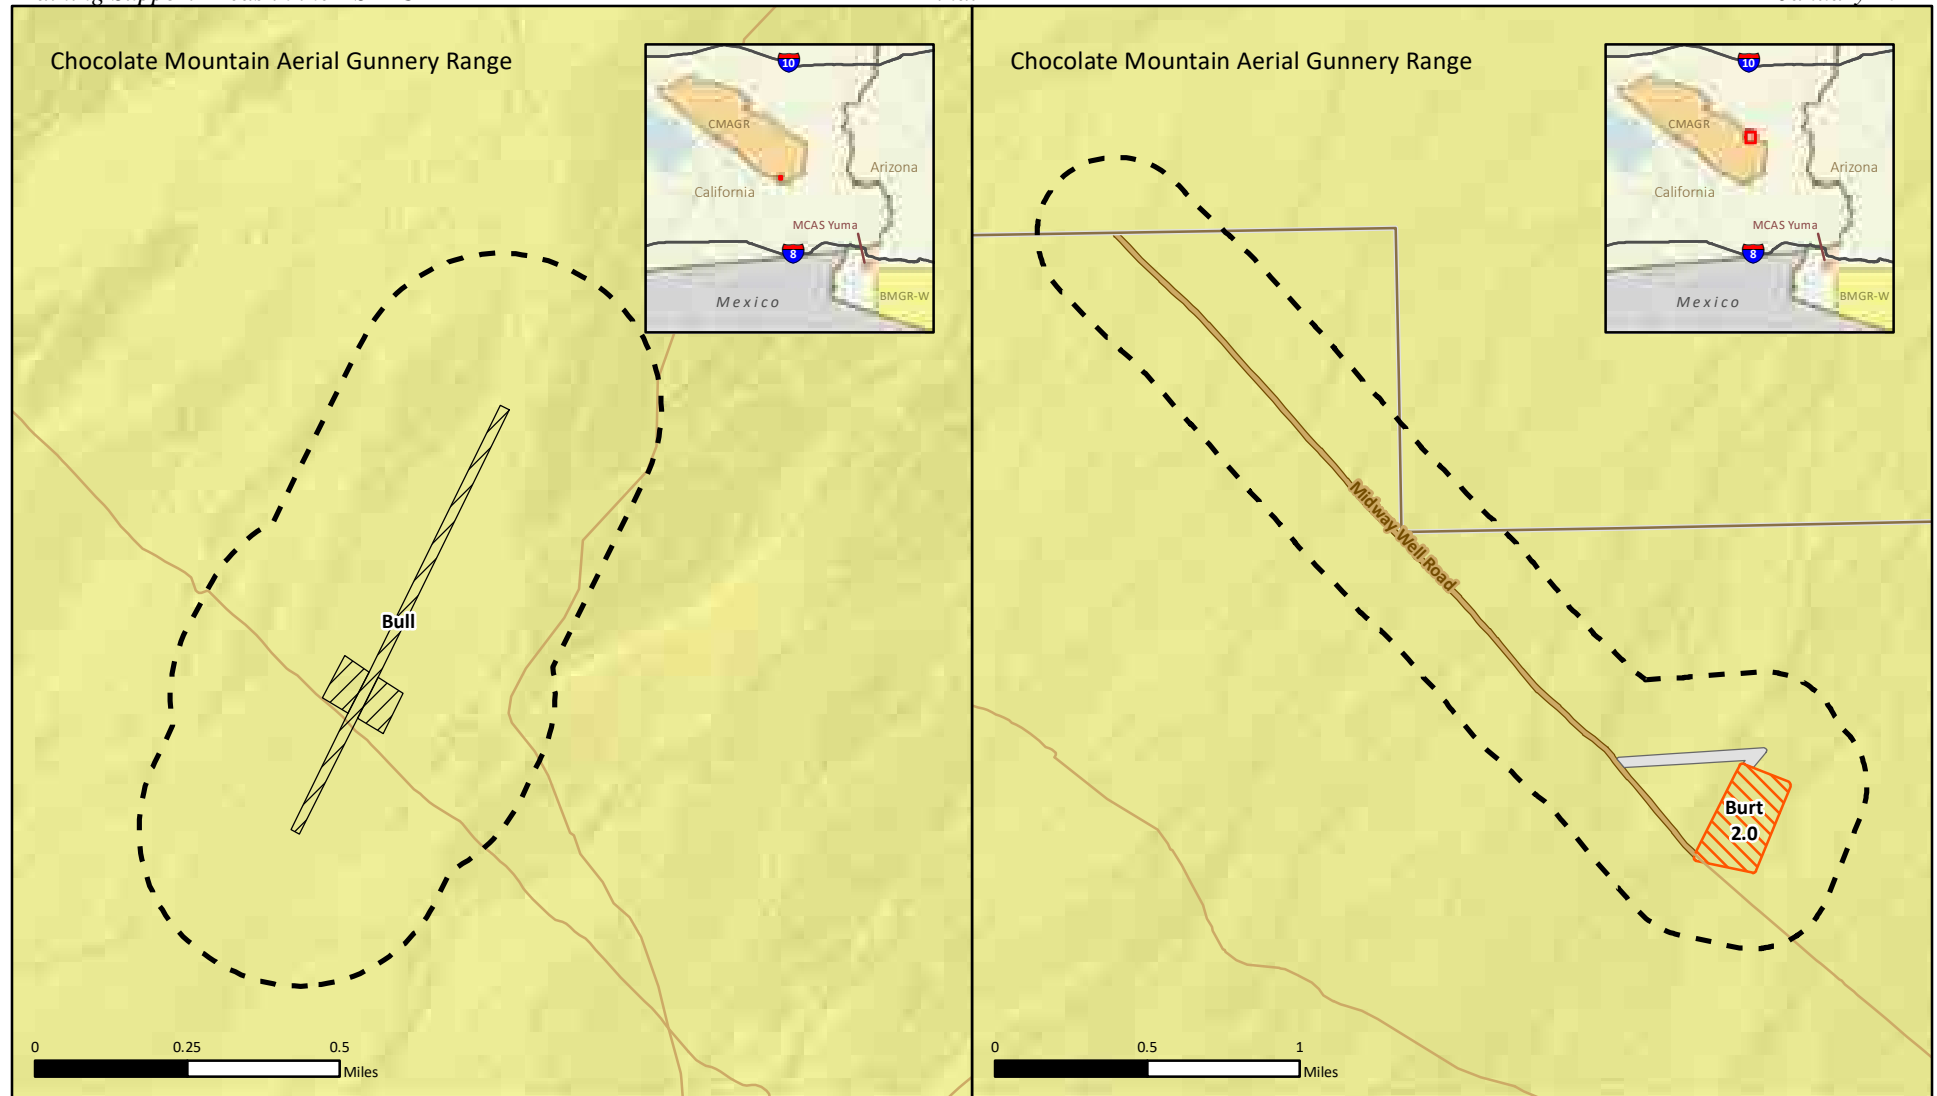 Chocolate Mountain Aerial Gunnery Range
10
CMAGR
Arizona
California
MCAS Yuma
8
Mexico
BMGR-W
Bull
0 0.25 0.5
Miles
Chocolate Mountain Aerial Gunnery Range
10
CMAGR
Arizona
California
MCAS Yuma
8
Mexico
BMGR-W
Midway Well Road
Burt
2.0
0 0.5 1
Miles